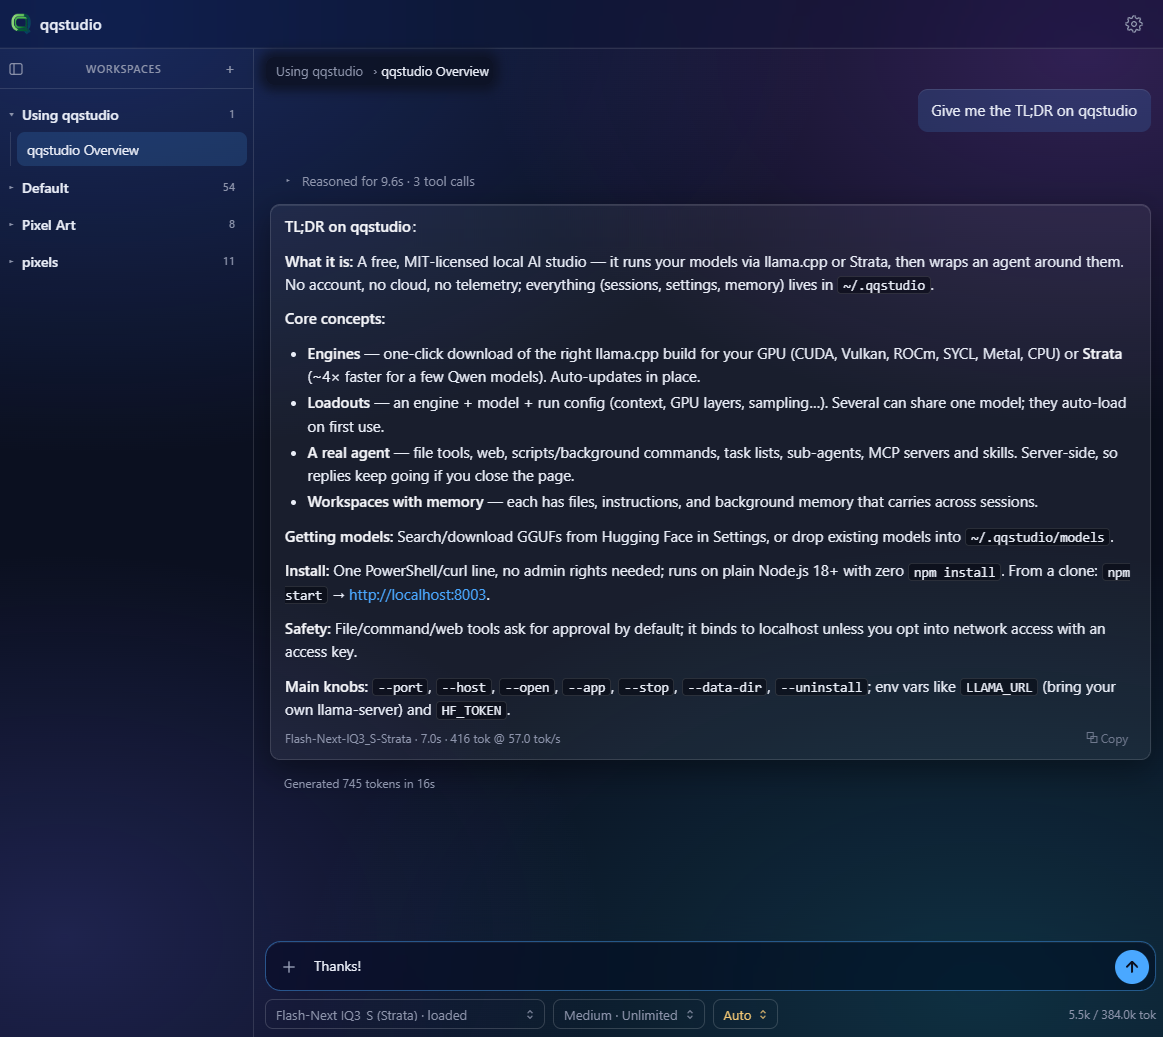 qqstudio
WORKSPACES +
Using qqstudio 1
qqstudio Overview
Default 54
Pixel Art 8
pixels 11
Using qqstudio › qqstudio Overview
Give me the TL;DR on qqstudio
Reasoned for 9.6s · 3 tool calls
TL;DR on qqstudio:
What it is: A free, MIT-licensed local AI studio — it runs your models via llama.cpp or Strata, then wraps an agent around them.
No account, no cloud, no telemetry; everything (sessions, settings, memory) lives in ~/.qqstudio.
Core concepts:
• Engines — one-click download of the right llama.cpp build for your GPU (CUDA, Vulkan, ROCm, SYCL, Metal, CPU) or Strata
(~4× faster for a few Qwen models). Auto-updates in place.
• Loadouts — an engine + model + run config (context, GPU layers, sampling…). Several can share one model; they auto-load
on first use.
• A real agent — file tools, web, scripts/background commands, task lists, sub-agents, MCP servers and skills. Server-side, so
replies keep going if you close the page.
• Workspaces with memory — each has files, instructions, and background memory that carries across sessions.
Getting models: Search/download GGUFs from Hugging Face in Settings, or drop existing models into ~/.qqstudio/models.
Install: One PowerShell/curl line, no admin rights needed; runs on plain Node.js 18+ with zero npm install. From a clone: npm
start → http://localhost:8003.
Safety: File/command/web tools ask for approval by default; it binds to localhost unless you opt into network access with an
access key.
Main knobs: --port, --host, --open, --app, --stop, --data-dir, --uninstall; env vars like LLAMA_URL (bring your
own llama-server) and HF_TOKEN.
Flash-Next-IQ3_S-Strata · 7.0s · 416 tok @ 57.0 tok/s Copy
Generated 745 tokens in 16s
+ Thanks!
Flash-Next IQ3_S (Strata) · loaded Medium · Unlimited Auto 5.5k / 384.0k tok